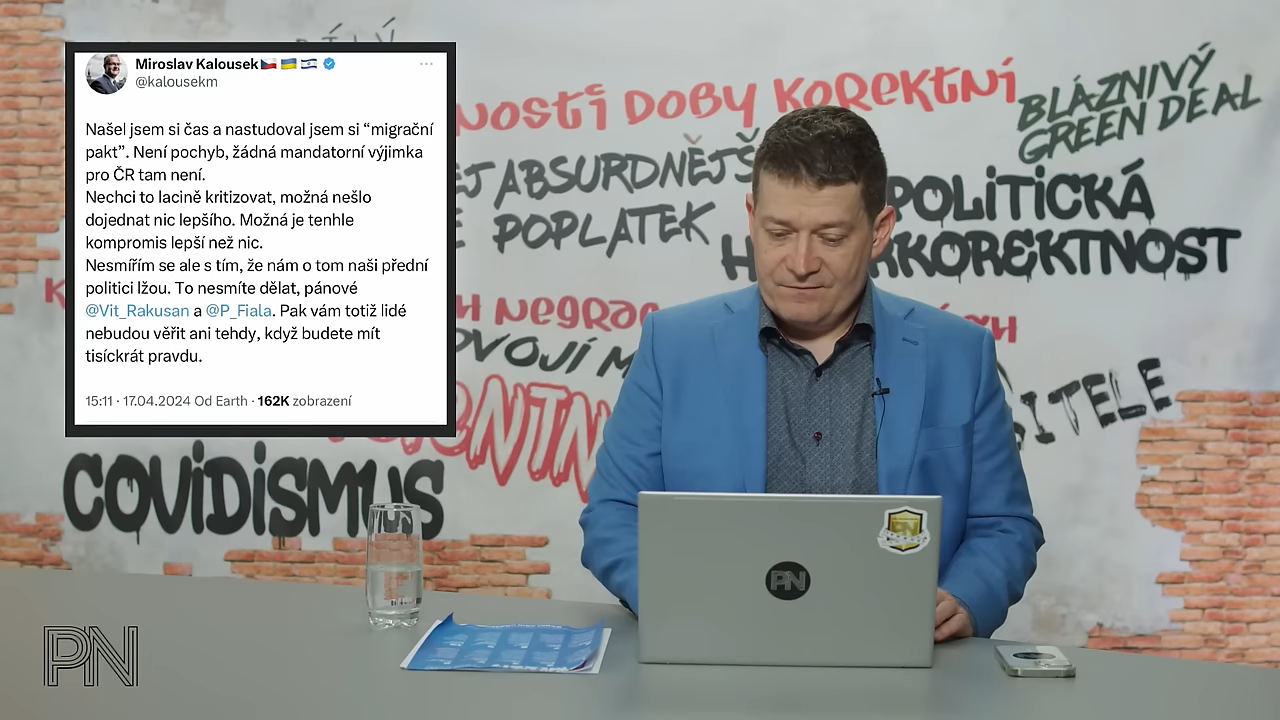 Miroslav Kalousek
@kalousekm
Našel jsem si čas a nastudoval jsem si “migrační
pakt”. Není pochyb, žádná mandatorní výjimka
pro ČR tam není.
Nechci to lacině kritizovat, možná nešlo
dojednat nic lepšího. Možná je tenhle
kompromis lepší než nic.
Nesmířím se ale s tím, že nám o tom naši přední
politici lžou. To nesmíte dělat, pánové
@Vit_Rakusan a @P_Fiala. Pak vám totiž lidé
nebudou věřit ani tehdy, když budete mít
tisíckrát pravdu.
15:11 · 17.04.2024 Od Earth · 162K zobrazení
DOBY KOREKTNÍ
BLÁZNIVÝ
GREEN DEAL
POPLATEK
POLITICKÁ
COVIDISMUS
PN
PN
PN